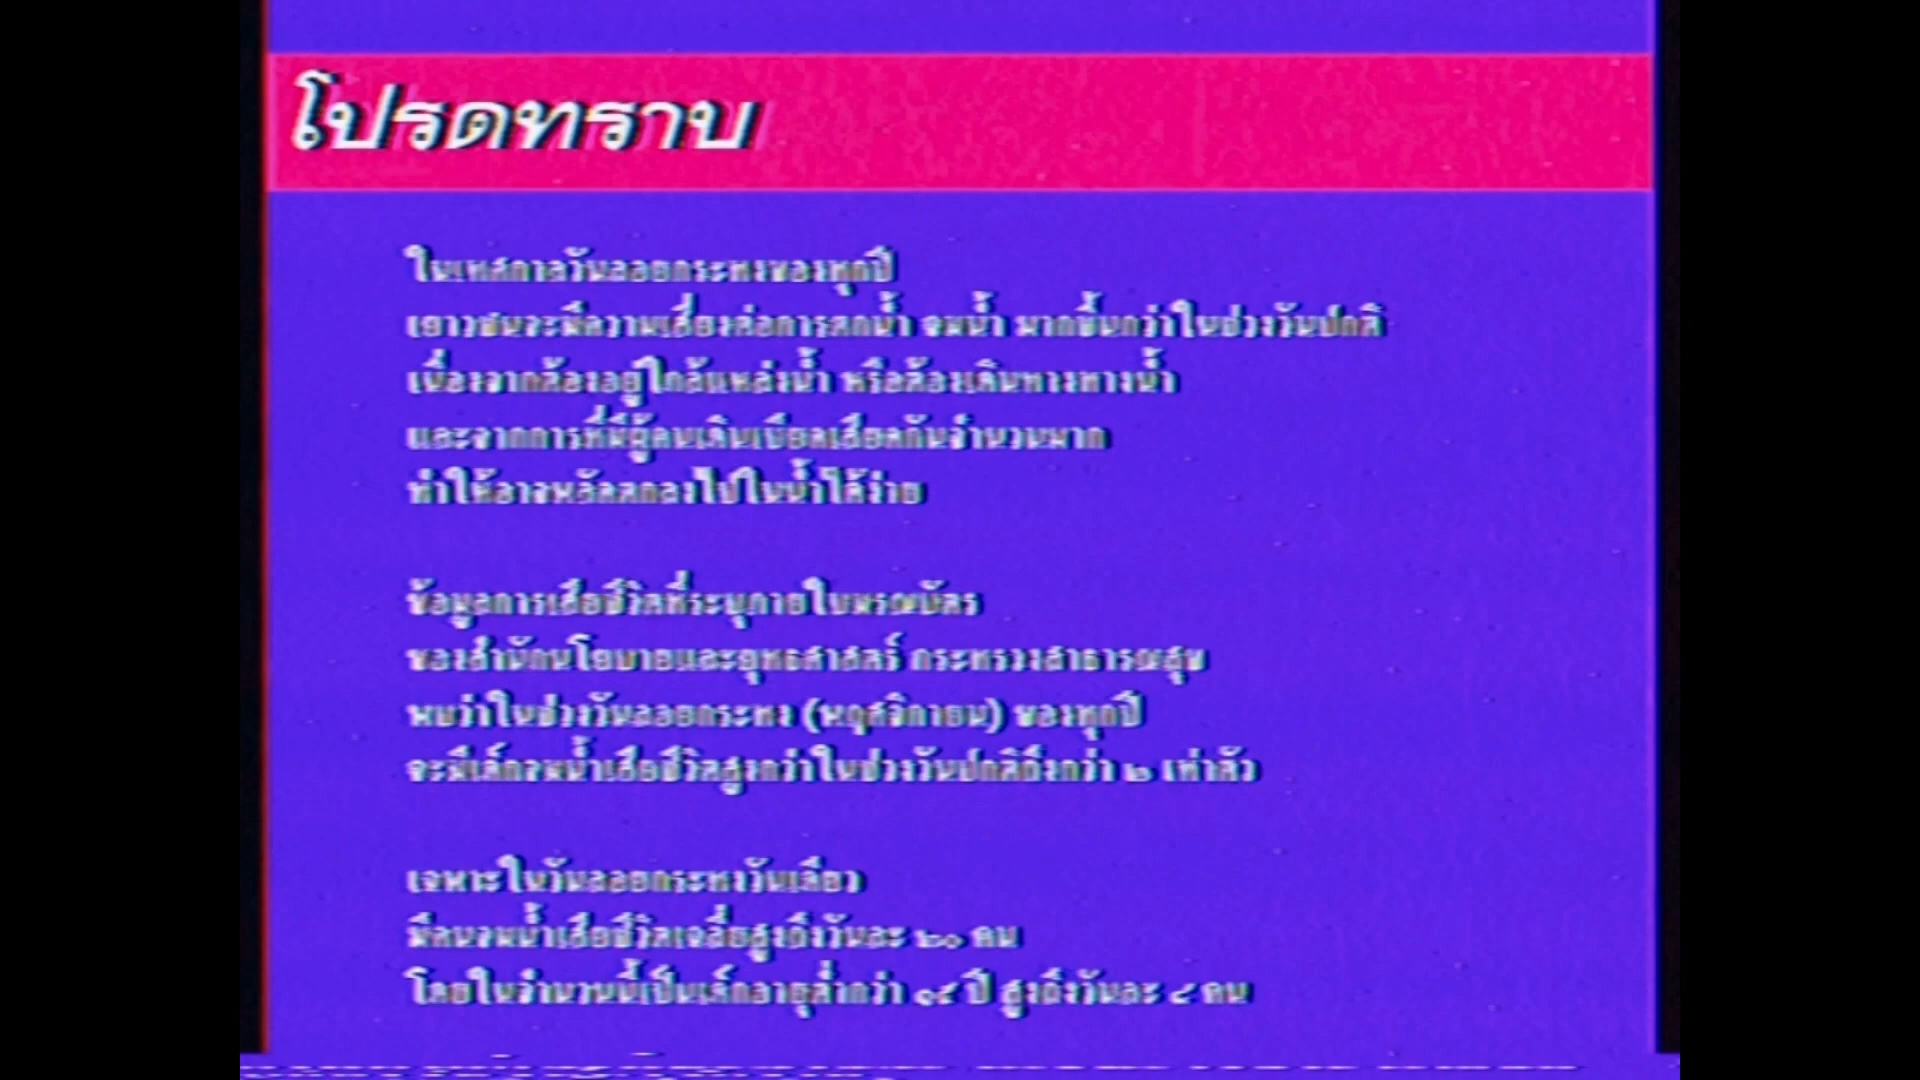 โปรดทราบ
ในเทศกาลวันลอยกระทงของทุกปี
เยาวชนจะมีความเสี่ยงต่อการตกน้ำ จมน้ำ มากขึ้นกว่าในช่วงวันปกติ
เนื่องจากต้องอยู่ใกล้แหล่งน้ำ หรือต้องเดินทางทางน้ำ
และจากการที่มีผู้คนเดินเบียดเสียดกันจำนวนมาก
ทำให้อาจพลัดตกลงไปในน้ำได้ง่าย
ข้อมูลการเสียชีวิตที่ระบุภายในมรณบัตร
ของสำนักนโยบายและยุทธศาสตร์ กระทรวงสาธารณสุข
พบว่าในช่วงวันลอยกระทง (พฤศจิกายน) ของทุกปี
จะมีเด็กจมน้ำเสียชีวิตสูงกว่าในช่วงวันปกติถึงกว่า ๒ เท่าตัว
เฉพาะในวันลอยกระทงวันเดียว
มีคนจมน้ำเสียชีวิตเฉลี่ยสูงถึงวันละ ๒๐ คน
โดยในจำนวนนี้เป็นเด็กอายุต่ำกว่า ๑๕ ปี สูงถึงวันละ คน